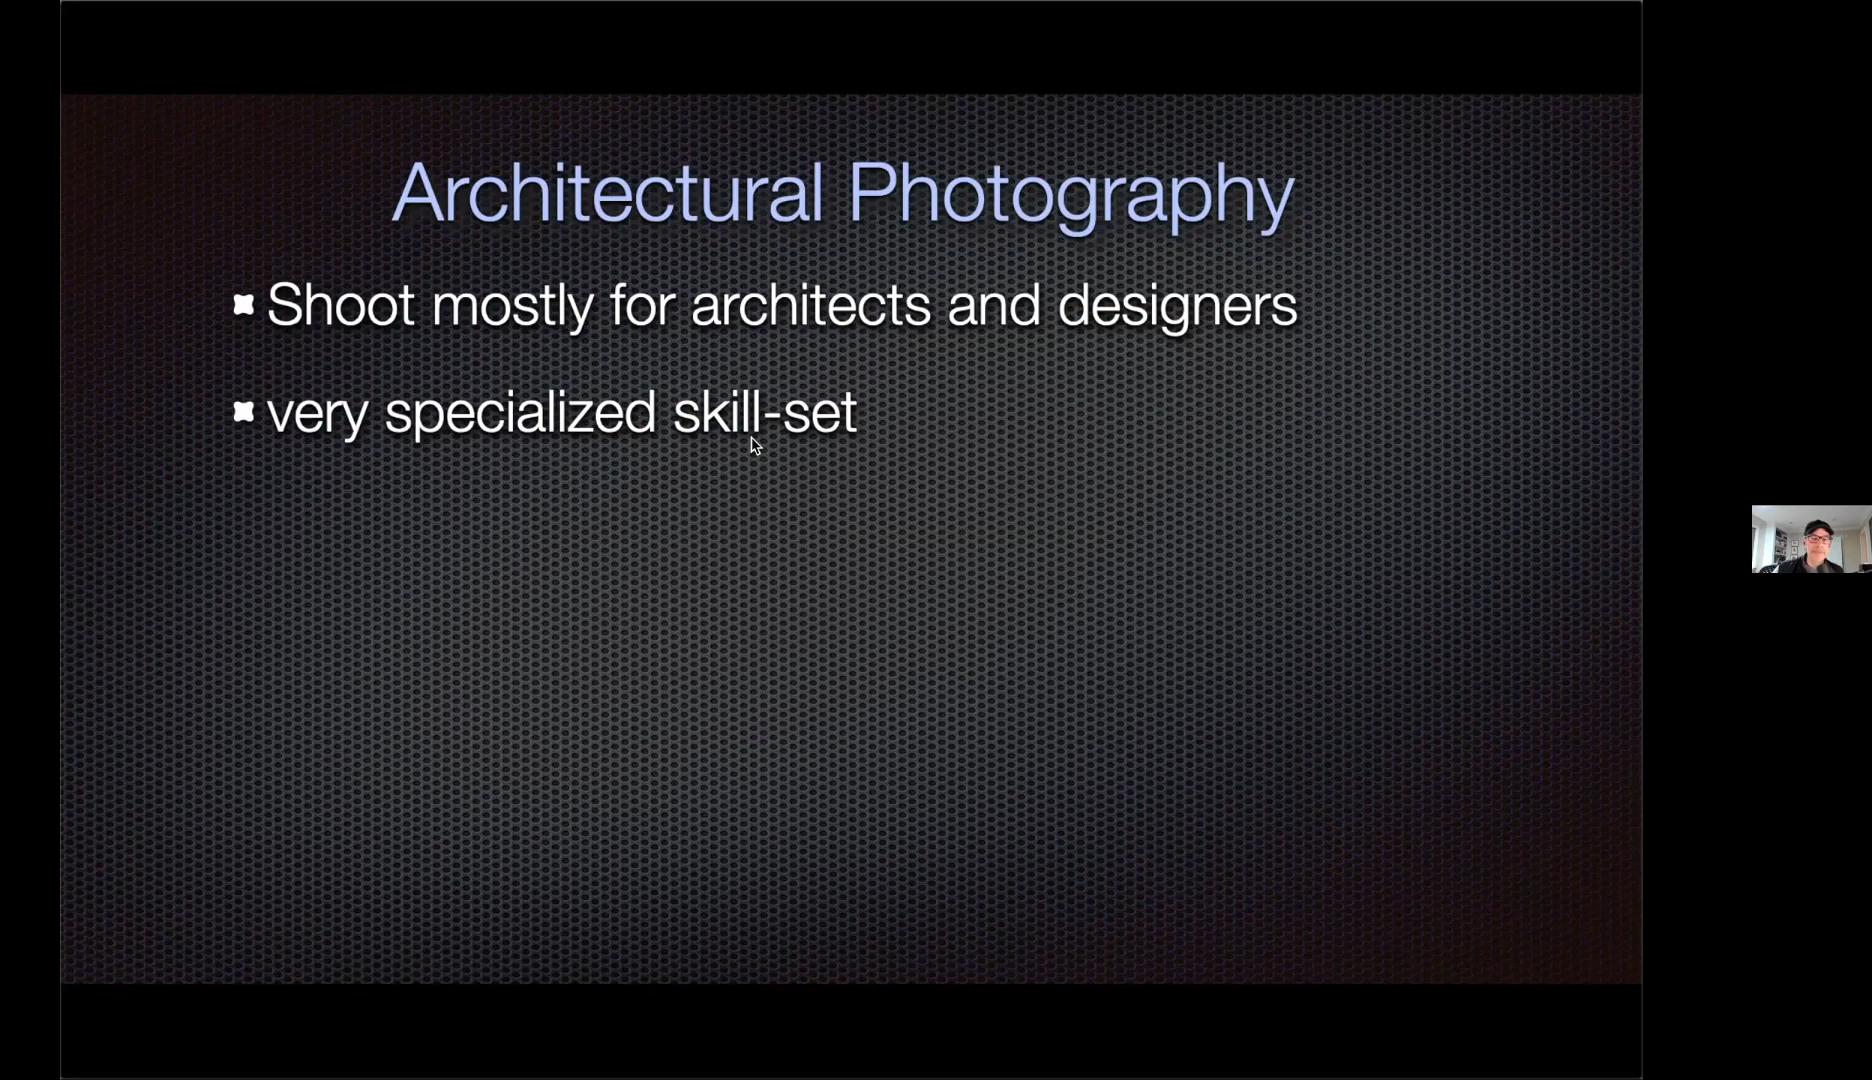 Architectural Photography
Shoot mostly for architects and designers
very specialized skill-set